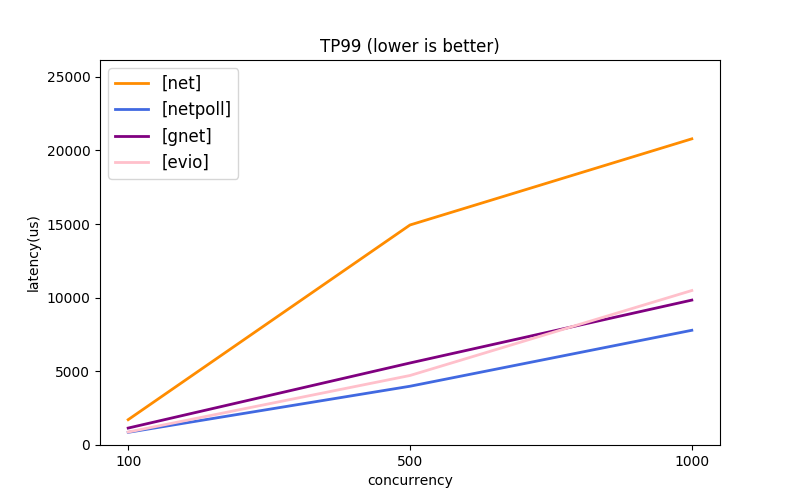 TP99 (lower is better)
[net]
[netpoll]
[gnet]
[evio]
latency(us)
25000
20000
15000
10000
5000
0
100
500
1000
concurrency